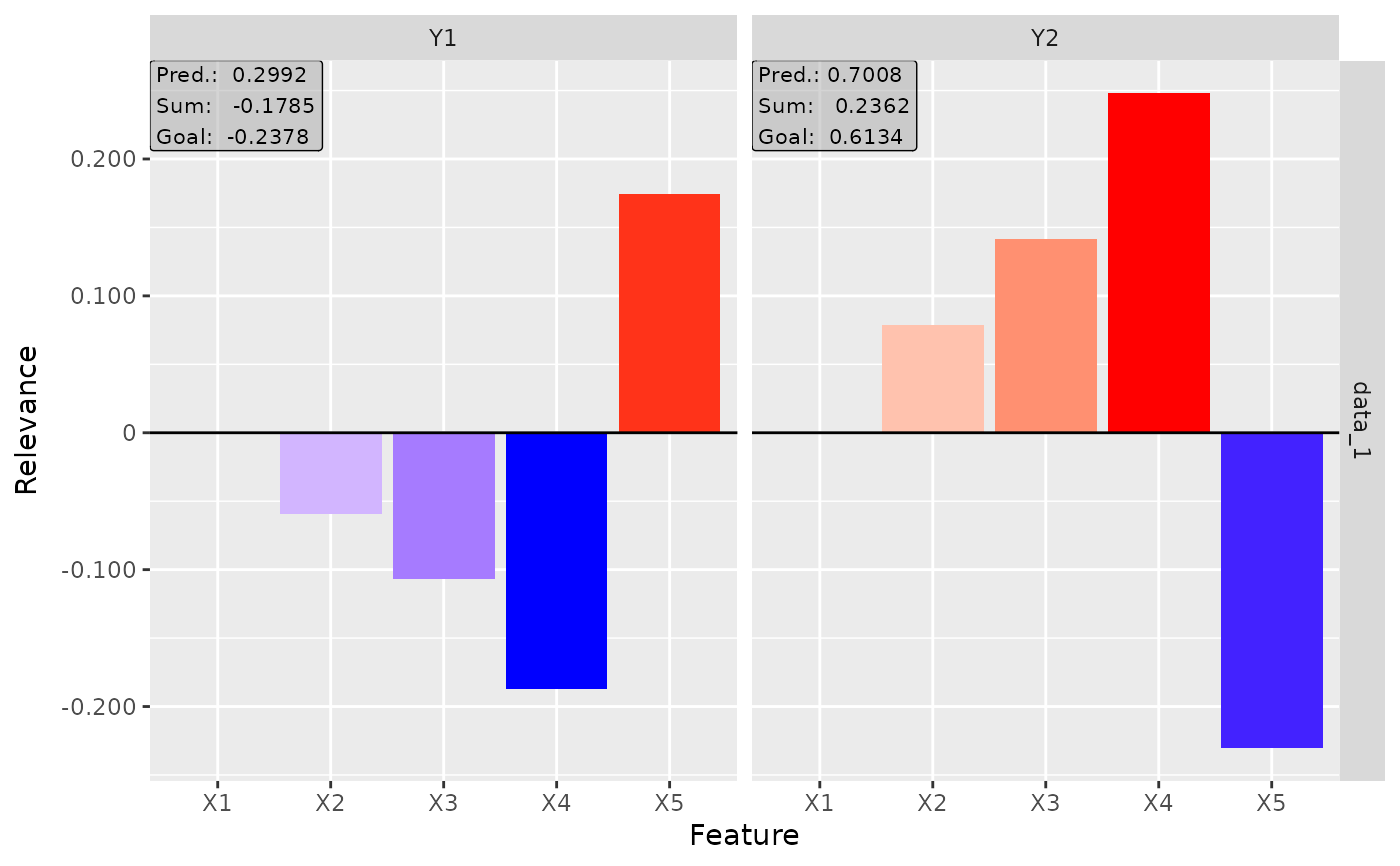 Y1
Y2
Pred.: 0.2992
Sum: -0.1785
Goal: -0.2378
Pred.: 0.7008
Sum: 0.2362
Goal: 0.6134
0.200
0.100
0
-0.100
-0.200
Relevance
data_1
X1 X2 X3 X4 X5
X1 X2 X3 X4 X5
Feature